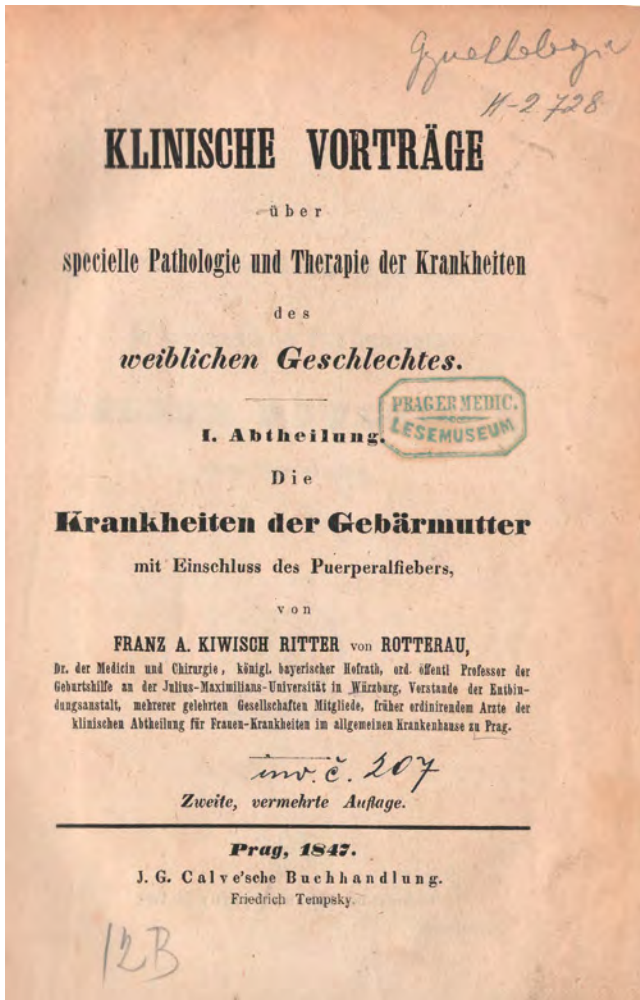 H-2 728
KLINISCHE VORTRÄGE
über
specielle Pathologie und Therapie der Krankheiten
des
weiblichen Geschlechtes.
PRAGER MEDIC.
LESEMUSEUM
I. Abtheilung.
Die
Krankheiten der Gebärmutter
mit Einschluss des Puerperalfiebers,
von
FRANZ A. KIWISCH RITTER von ROTTERAU,
Dr. der Medicin und Chirurgie, königl. bayerischer Hofrath, ord. öffentl Professor der
Geburtshilfe an der Julius-Maximilians-Universität in Würzburg, Vorstande der Entbin-
dungsanstalt, mehrerer gelehrten Gesellschaften Mitgliede, früher ordinirendem Arzte der
klinischen Abtheilung für Frauen-Krankheiten im allgemeinen Krankenhause zu Prag.
inv. č. 207
Zweite, vermehrte Auflage.
Prag, 1847.
J. G. Calve'sche Buchhandlung.
Friedrich Tempsky.
12B